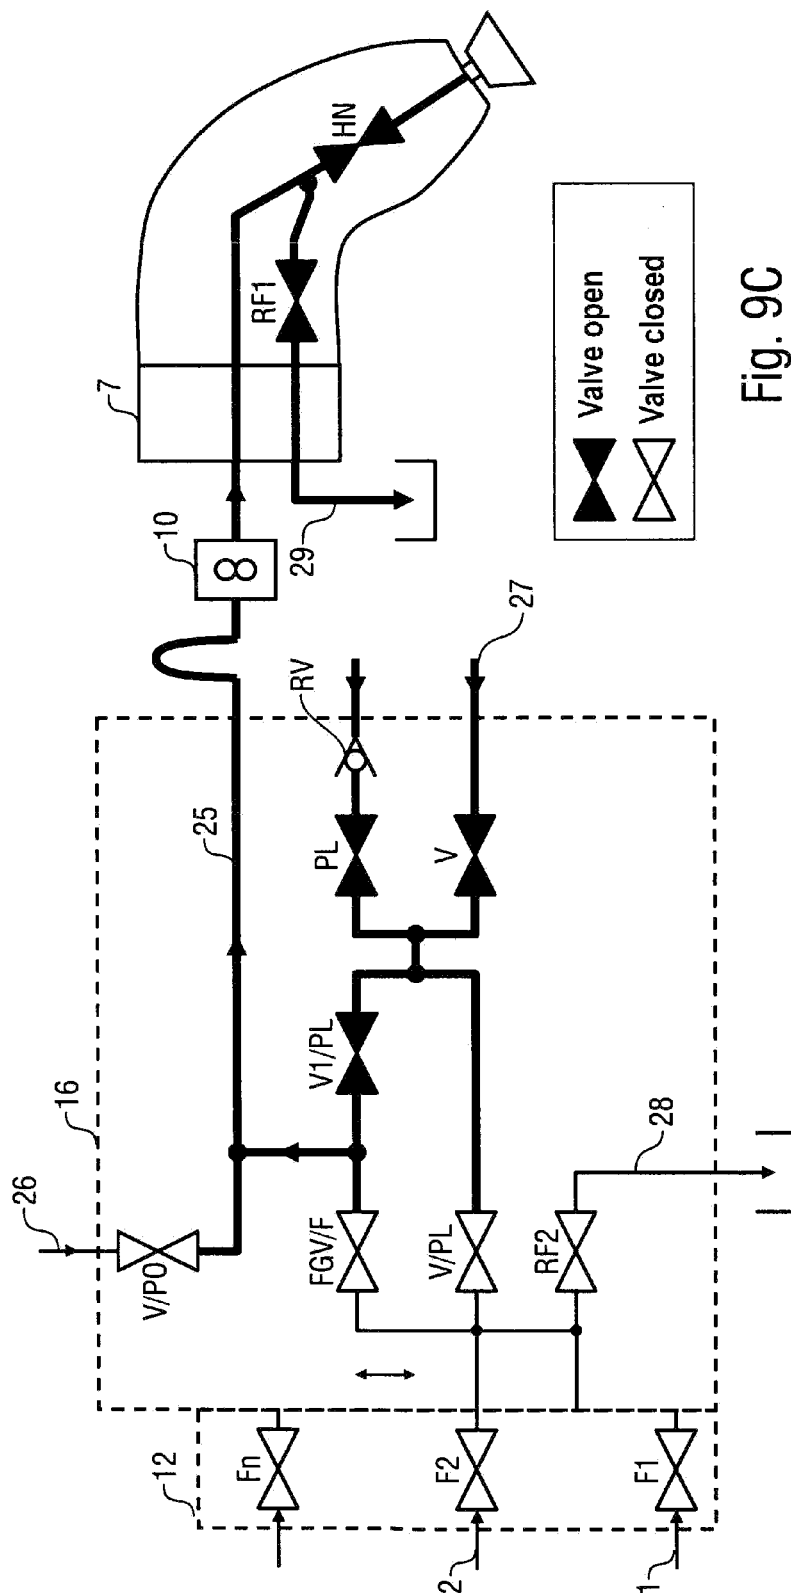 7
HN
RF1
10
29
27
RV
25
PL
V
V1/PL
16
28
26
V/PO
FGV/F
V/PL
RF2
12
Fn
F2
F1
2
1
Valve open
Valve closed
Fig. 9C